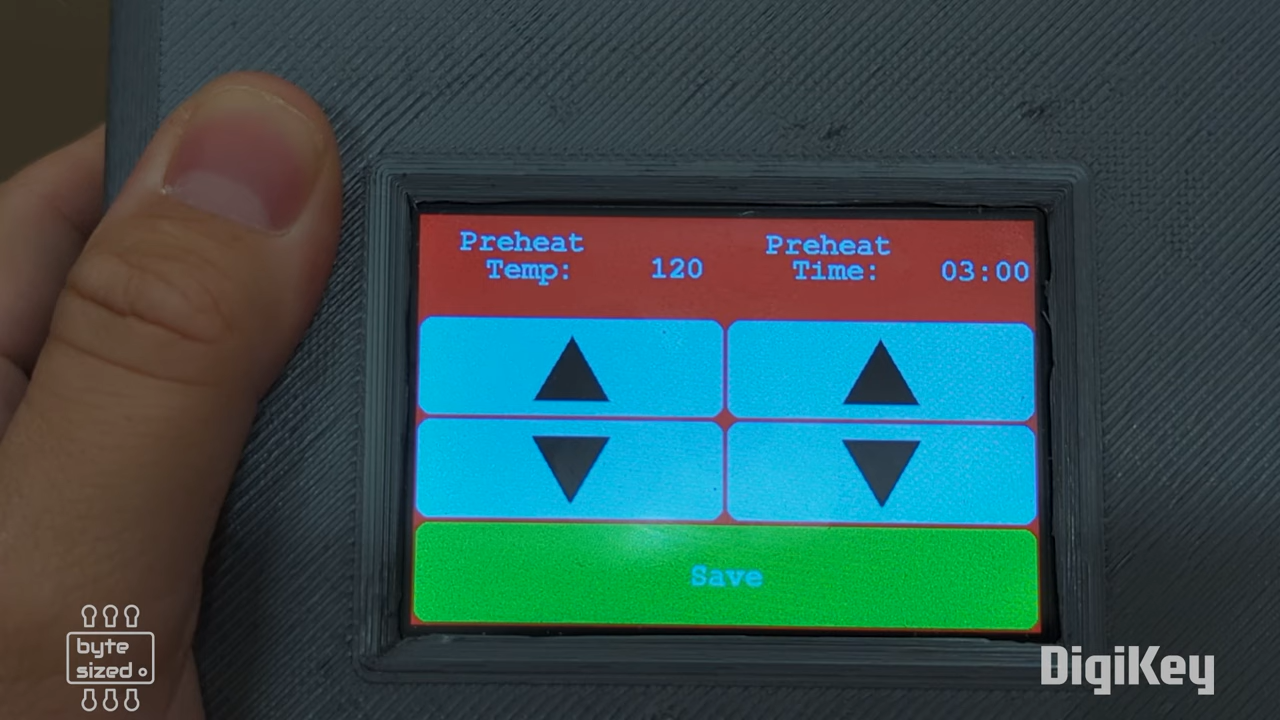 Preheat
Temp: 120
Preheat
Time: 03:00
Save
byte
sized
DigiKey